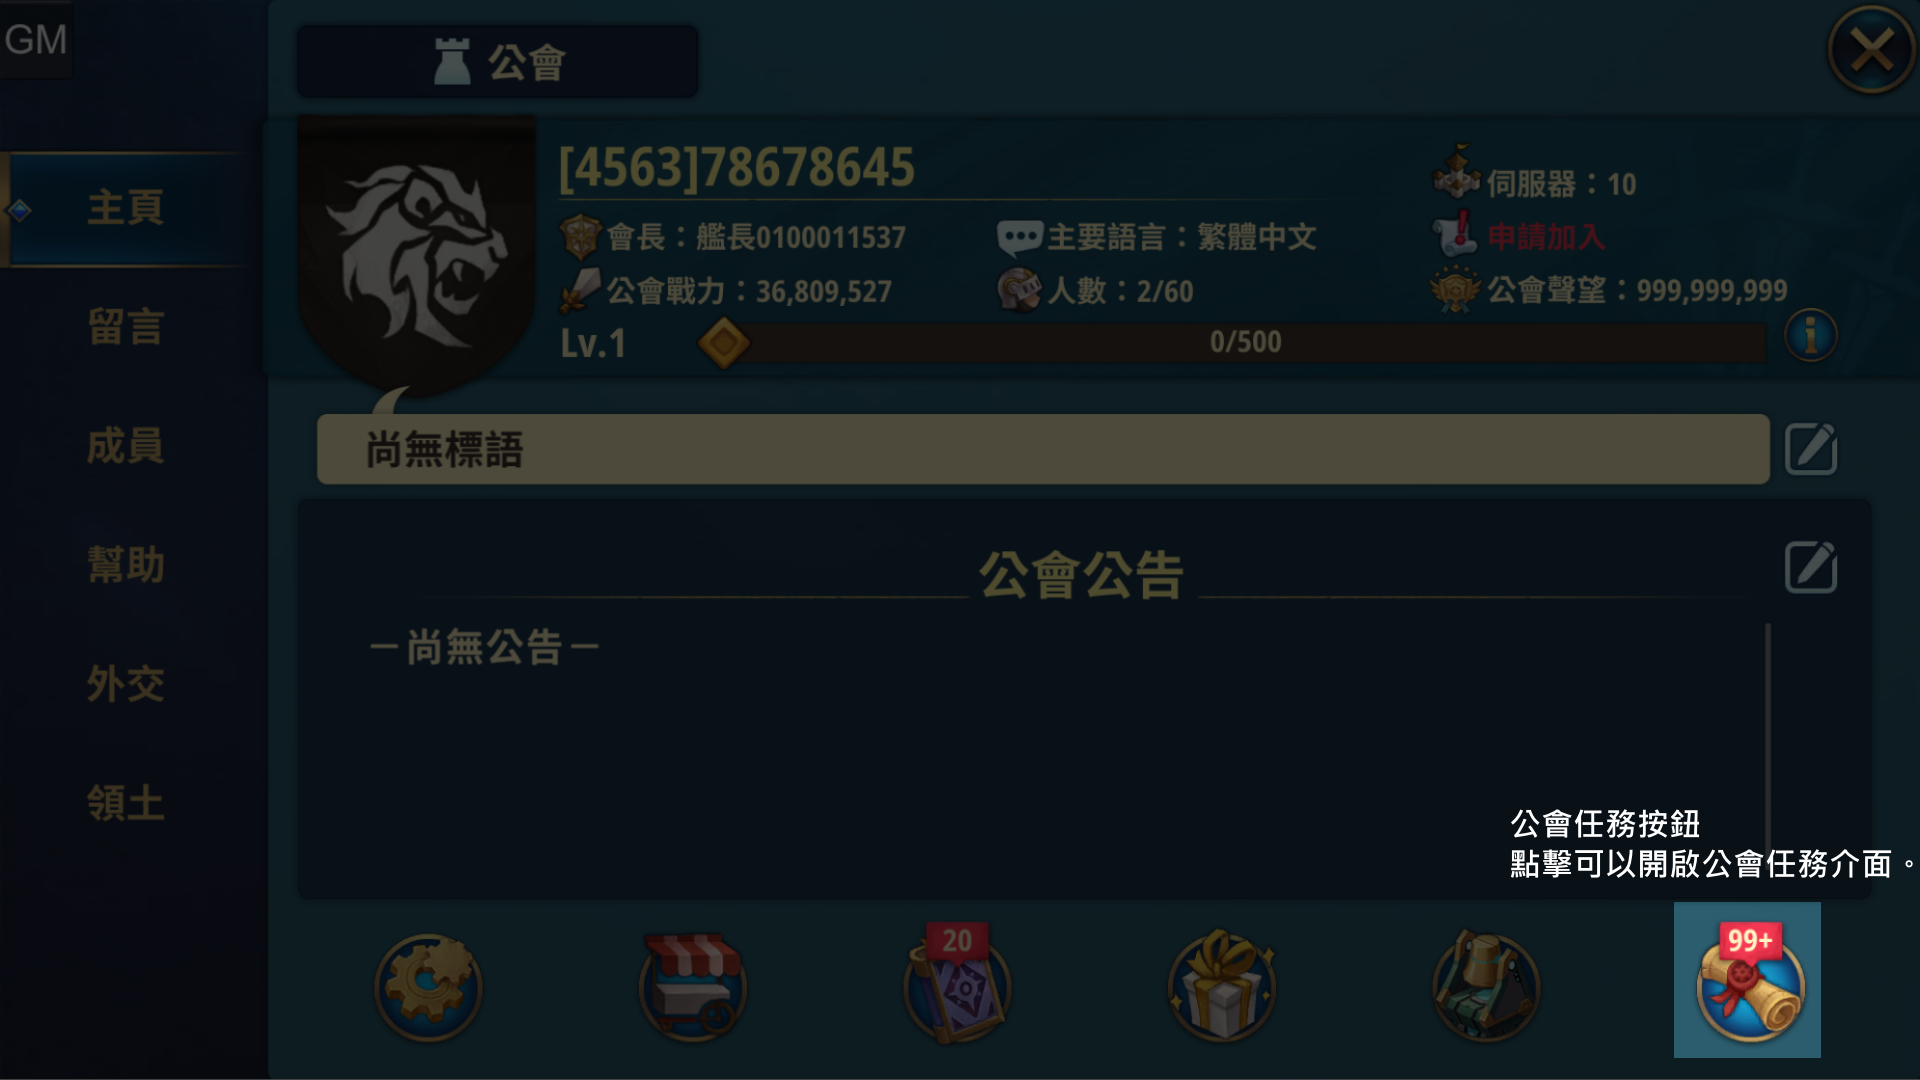 GM
公會
主頁
留言
成員
幫助
外交
領土
[4563]78678645
會長：艦長0100011537
公會戰力：36,809,527
主要語言：繁體中文
人數：2/60
伺服器：10
申請加入
公會聲望：999,999,999
Lv.1
0/500
尚無標語
公會公告
－尚無公告－
公會任務按鈕
點擊可以開啟公會任務介面。
20
99+